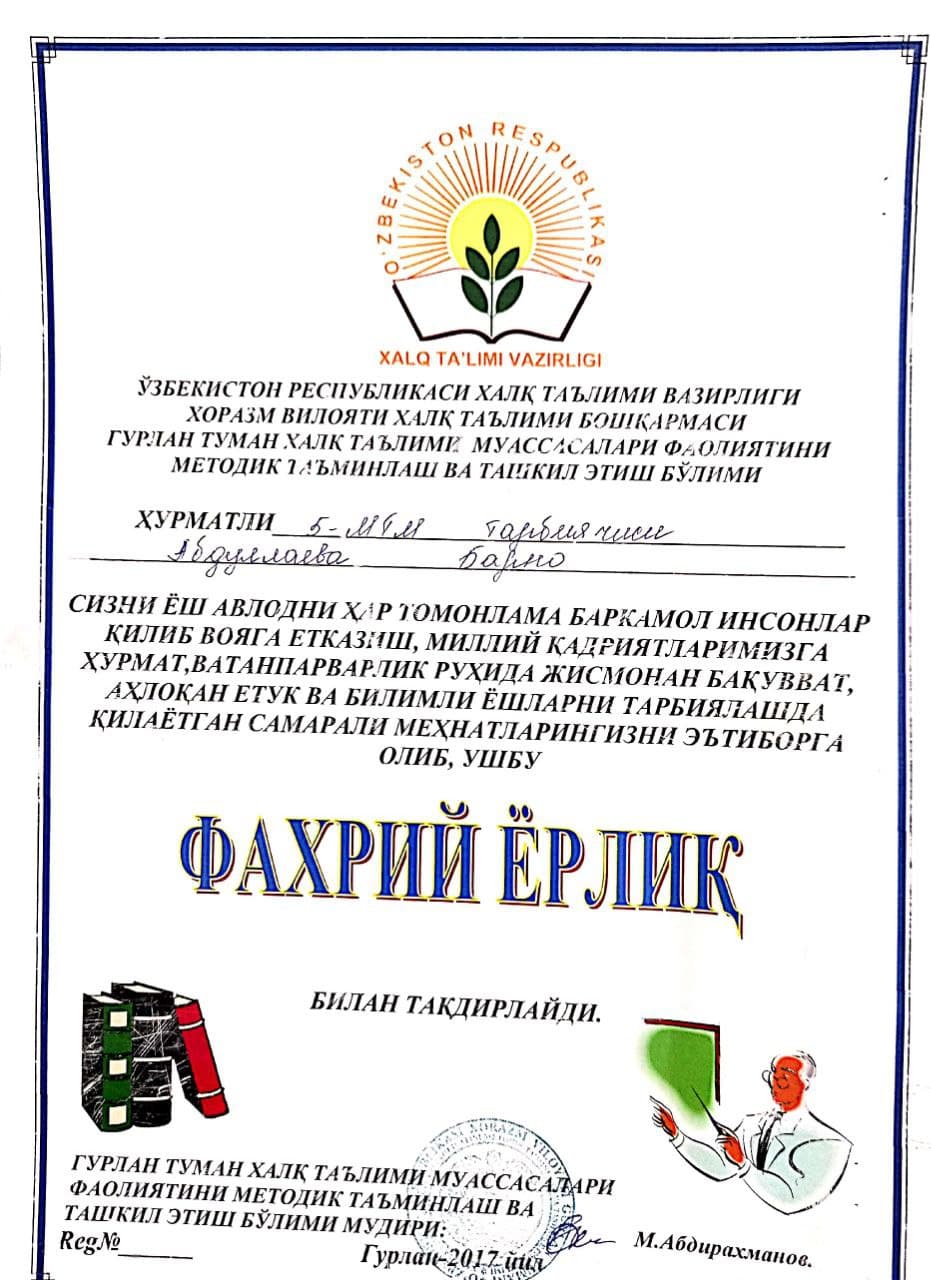 O'ZBEKISTON RESPUBLIKASI
XALQ TA'LIMI VAZIRLIGI
ЎЗБЕКИСТОН РЕСПУБЛИКАСИ ХАЛҚ ТАЪЛИМИ ВАЗИРЛИГИ
ХОРАЗМ ВИЛОЯТИ ХАЛҚ ТАЪЛИМИ БОШҚАРМАСИ
ГУРЛАН ТУМАН ХАЛҚ ТАЪЛИМИ МУАССАСАЛАРИ ФАОЛИЯТИНИ
МЕТОДИК ТАЪМИНЛАШ ВА ТАШКИЛ ЭТИШ БЎЛИМИ
ҲУРМАТЛИ 5-МТМ тарбиячиси
Абдуллаева Барно
СИЗНИ ЁШ АВЛОДНИ ҲАР ТОМОНЛАМА БАРКАМОЛ ИНСОНЛАР
ҚИЛИБ ВОЯГА ЕТКАЗИШ, МИЛЛИЙ ҚАДРИЯТЛАРИМИЗГА
ҲУРМАТ,ВАТАНПАРВАРЛИК РУҲИДА ЖИСМОНАН БАҚУВВАТ,
АҲЛОҚАН ЕТУК ВА БИЛИМЛИ ЁШЛАРНИ ТАРБИЯЛАШДА
ҚИЛАЁТГАН САМАРАЛИ МЕҲНАТЛАРИНГИЗНИ ЭЪТИБОРГА
ОЛИБ, УШБУ
ФАХРИЙ ЁРЛИҚ
БИЛАН ТАҚДИРЛАЙДИ.
ГУРЛАН ТУМАН ХАЛҚ ТАЪЛИМИ МУАССАСАЛАРИ
ФАОЛИЯТИНИ МЕТОДИК ТАЪМИНЛАШ ВА
ТАШКИЛ ЭТИШ БЎЛИМИ МУДИРИ:
М.Абдирахманов.
Reg№______
Гурлан-2017 йил